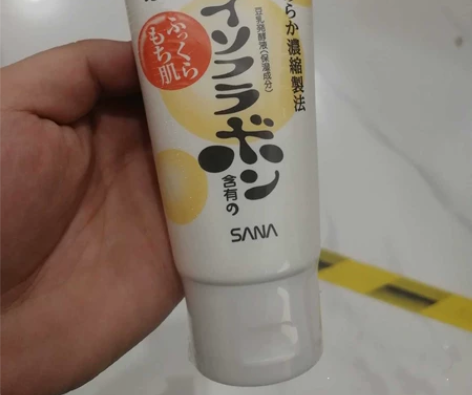 らか濃縮製法
豆乳発酵液(保湿成分)
イソフラボン
含有の
ふっくら
もち肌
SANA